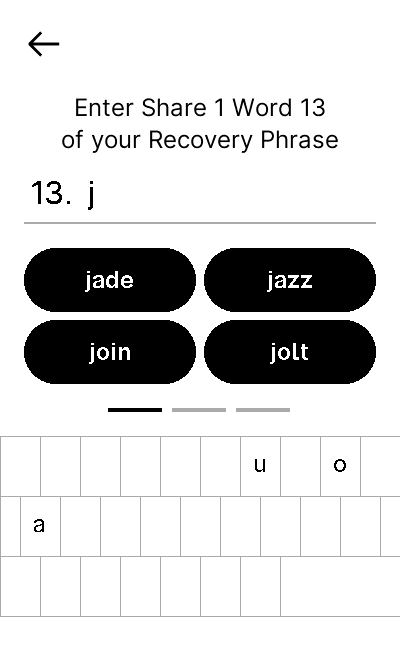 Enter Share 1 Word 13
of your Recovery Phrase
13. j
jade jazz
join jolt
u o
a